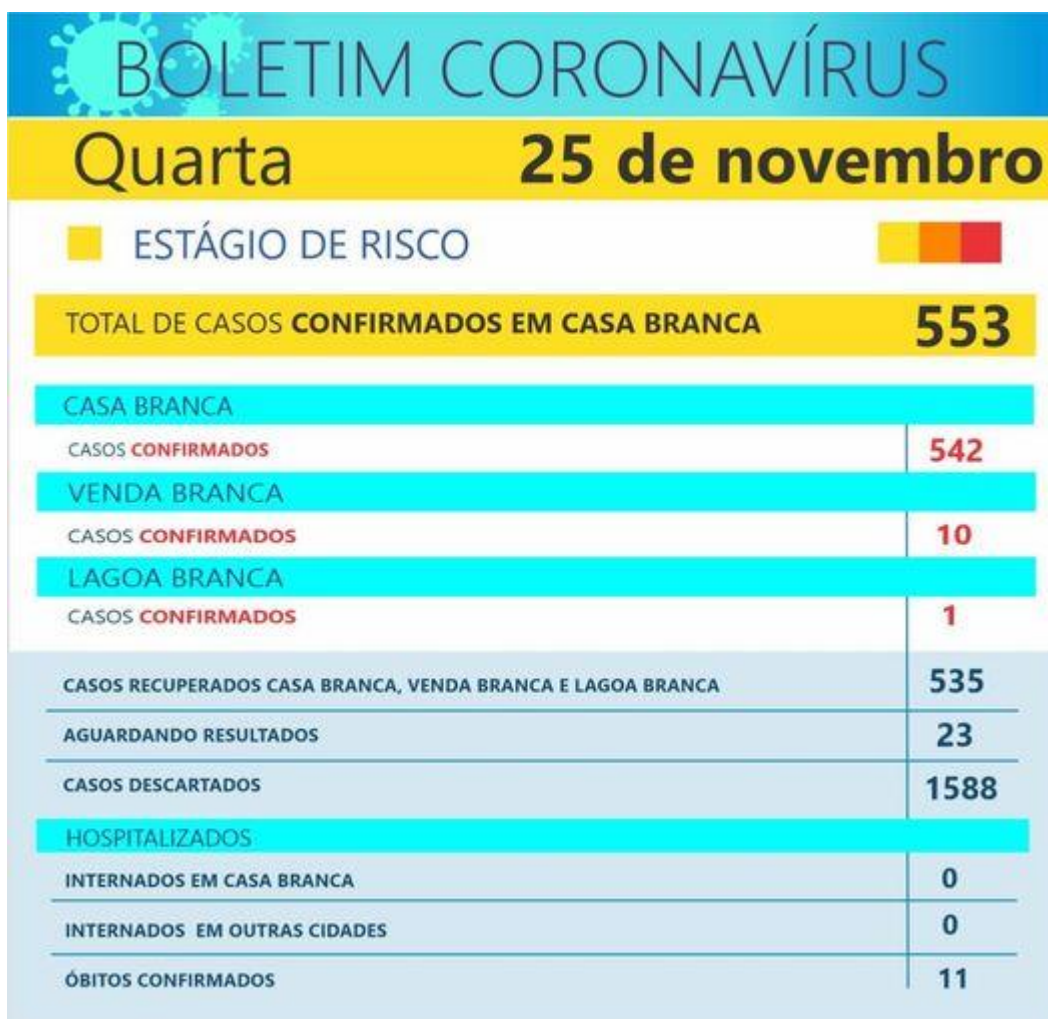 BOLETIM CORONAVÍRUS
Quarta 25 de novembro
ESTÁGIO DE RISCO
TOTAL DE CASOS CONFIRMADOS EM CASA BRANCA 553
CASA BRANCA
CASOS CONFIRMADOS 542
VENDA BRANCA
CASOS CONFIRMADOS 10
LAGOA BRANCA
CASOS CONFIRMADOS 1
CASOS RECUPERADOS CASA BRANCA, VENDA BRANCA E LAGOA BRANCA 535
AGUARDANDO RESULTADOS 23
CASOS DESCARTADOS 1588
HOSPITALIZADOS
INTERNADOS EM CASA BRANCA 0
INTERNADOS EM OUTRAS CIDADES 0
ÓBITOS CONFIRMADOS 11